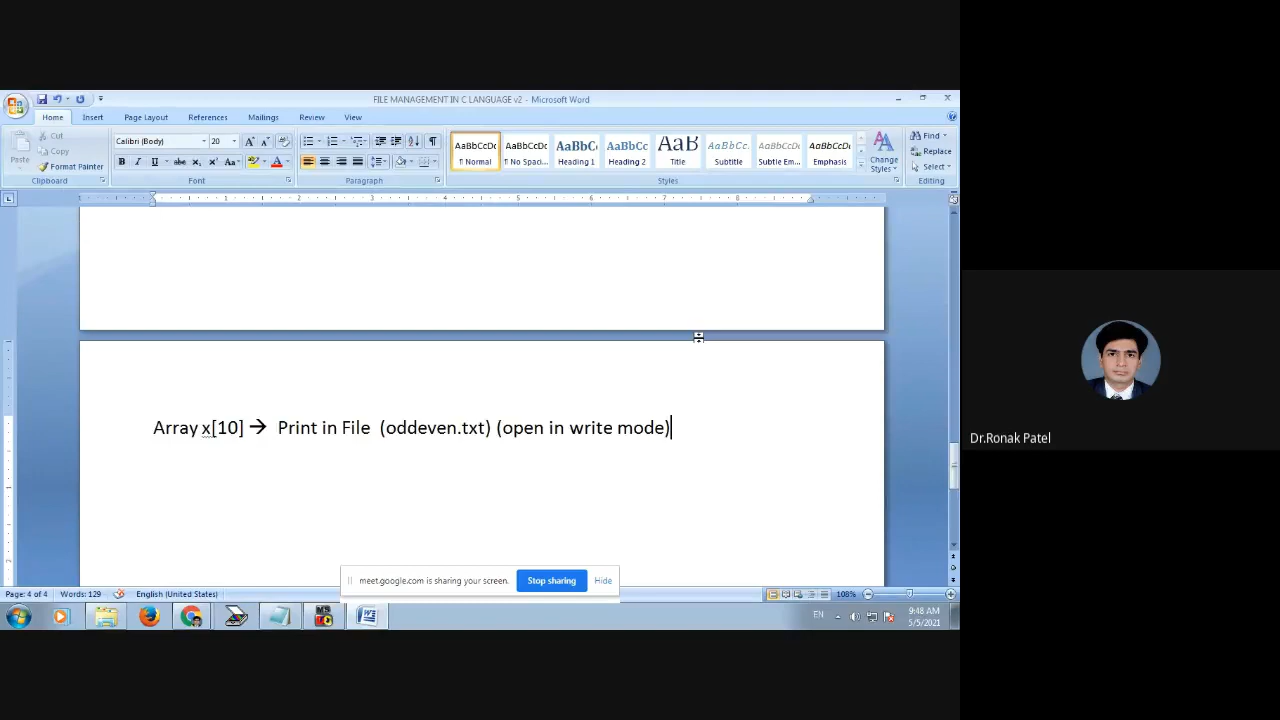 FILE MANAGEMENT IN C LANGUAGE v2 - Microsoft Word
Home Insert Page Layout References Mailings Review View
Paste
Cut
Copy
Format Painter
Clipboard
Calibri (Body) 20
Font
Paragraph
AaBbCcDc AaBbCcDc AaBbCc AaBbCc AaB AaBbCc AaBbCcDc AaBbCcDc
¶ Normal ¶ No Spaci... Heading 1 Heading 2 Title Subtitle Subtle Em... Emphasis
Change Styles
Styles
Find
Replace
Select
Editing
Array x[10] → Print in File (oddeven.txt) (open in write mode)
meet.google.com is sharing your screen. Stop sharing Hide
Page: 4 of 4 Words: 129 English (United States) 108%
EN 9:48 AM
5/5/2021
Dr.Ronak Patel